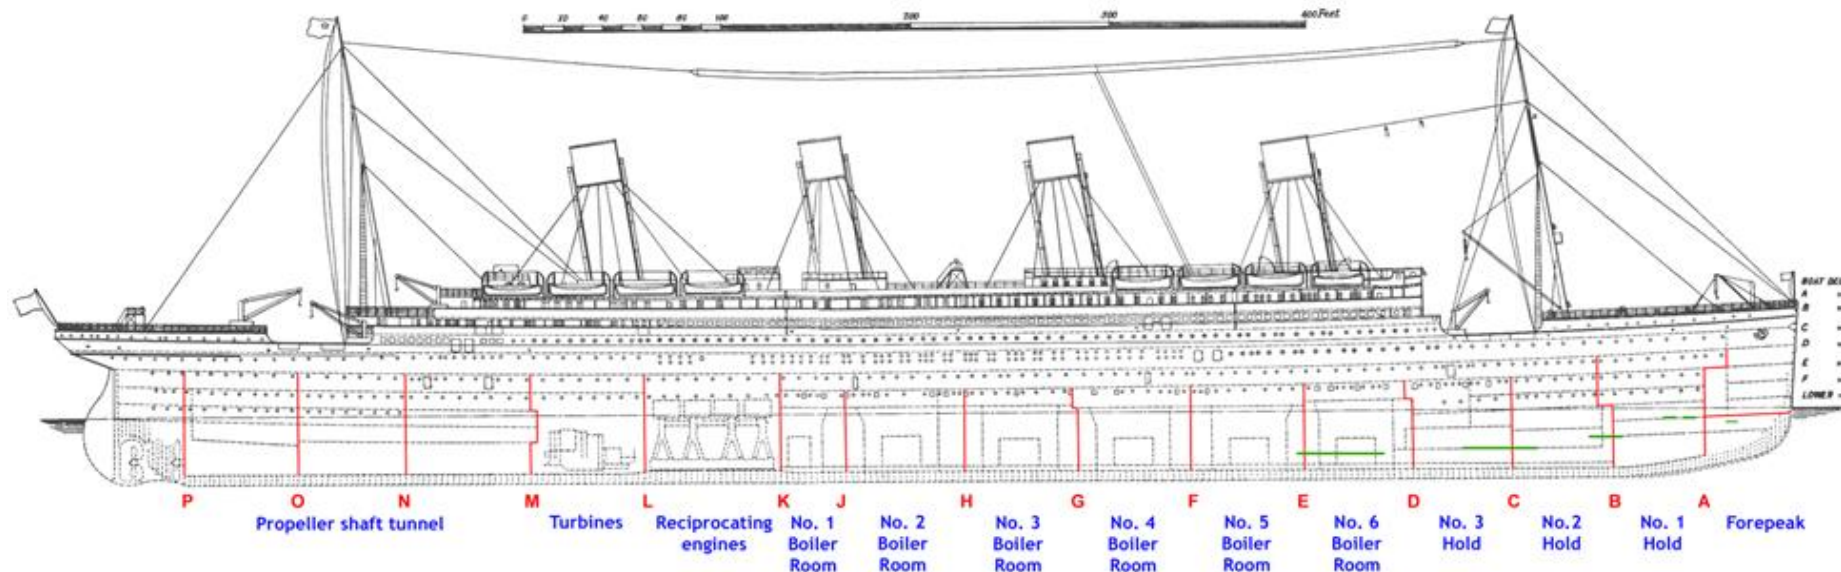 0 20 40 60 80 100 200 300 400 Feet
BOAT DEC
A "
B "
C "
D "
E "
F "
LOWER "
P O N M L K J H G F E D C B A
Propeller shaft tunnel
Turbines
Reciprocating
engines
No. 1
Boiler
Room
No. 2
Boiler
Room
No. 3
Boiler
Room
No. 4
Boiler
Room
No. 5
Boiler
Room
No. 6
Boiler
Room
No. 3
Hold
No.2
Hold
No. 1
Hold
Forepeak